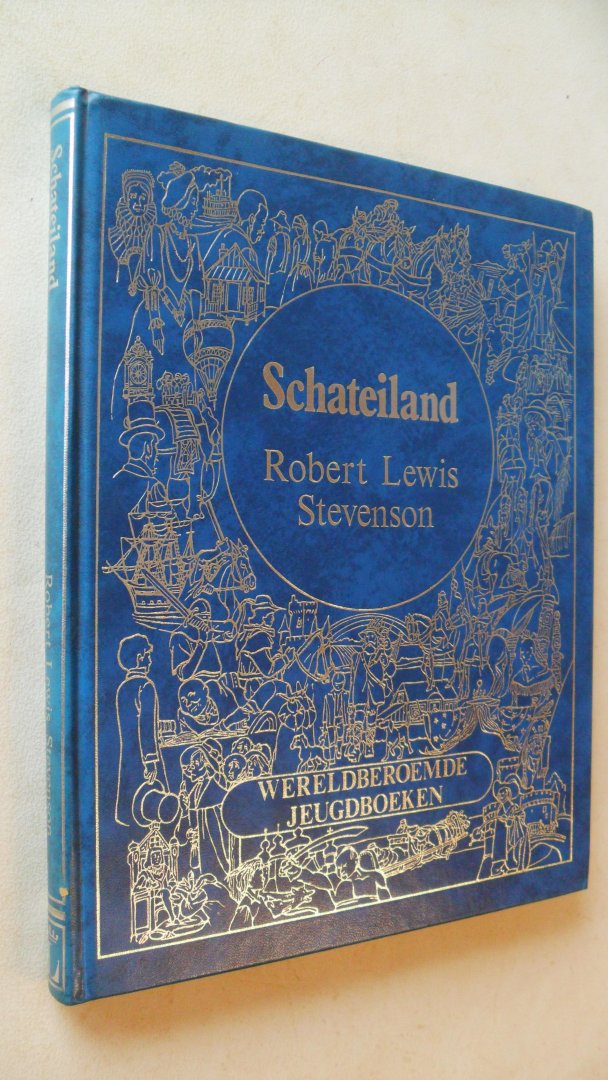 Schateiland
Robert Lewis
Stevenson
WERELDBEROEMDE
JEUGDBOEKEN
Schateiland
Robert Lewis Stevenson